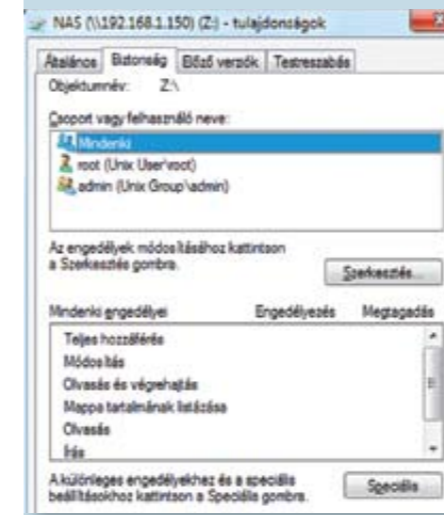 NAS (\\192.168.1.150) (Z:) - tulajdonságok
Általános Biztonság Előző verziók Testreszabás
Objektumnév: Z:\
Csoport vagy felhasználó neve:
Mindenki
root (Unix User\root)
admin (Unix Group\admin)
Az engedélyek módosításához kattintson
a Szerkesztés gombra.
Szerkesztés...
Mindenki engedélyei Engedélyezés Megtagadás
Teljes hozzáférés
Módosítás
Olvasás és végrehajtás
Mappa tartalmának listázása
Olvasás
Írás
A különleges engedélyekhez és a speciális
beállításokhoz kattintson a Speciális gombra.
Speciális